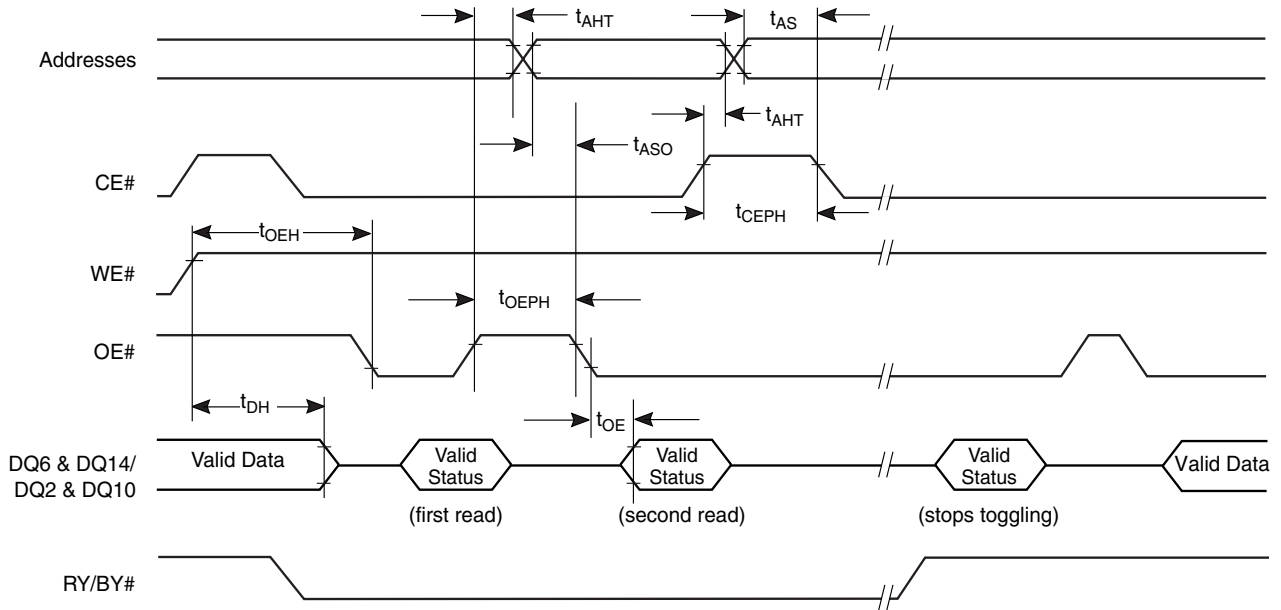 tAHT
tAS
Addresses
tAHT
tASO
CE#
tCEPH
tOEH
WE#
tOEPH
OE#
tDH
tOE
DQ6 & DQ14/
DQ2 & DQ10
Valid Data
Valid
Status
Valid
Status
Valid
Status
Valid Data
(first read)
(second read)
(stops toggling)
RY/BY#